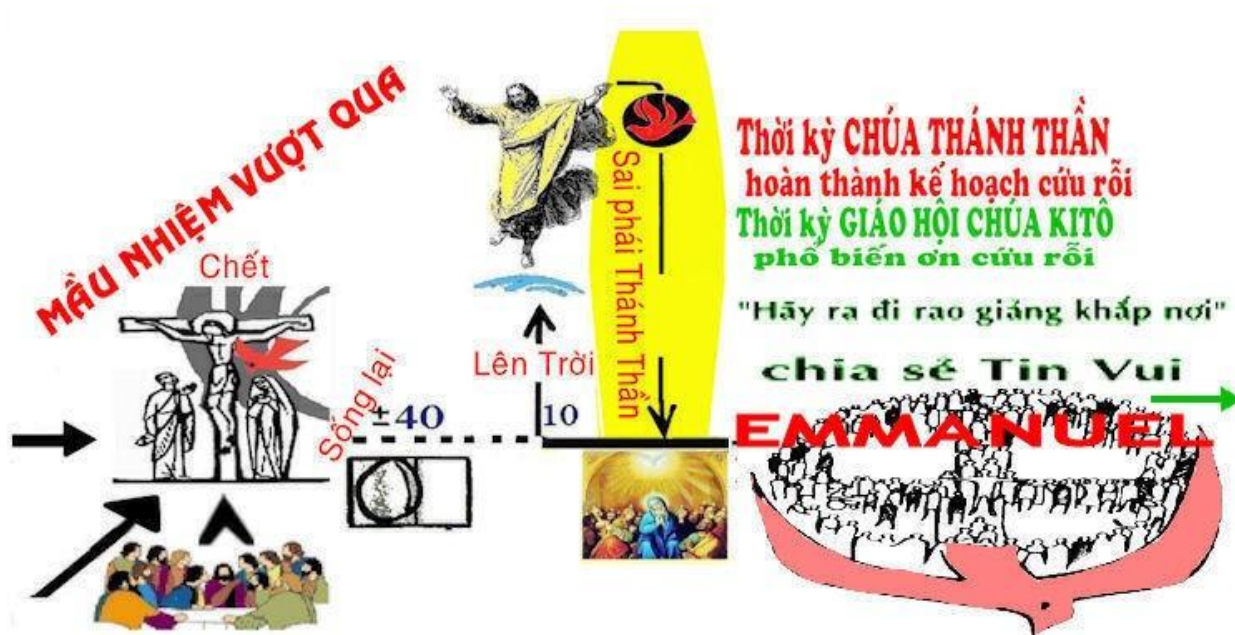 MẦU NHIỆM VƯỢT QUA
Chết
Sống lại
±40
Lên Trời
10
Sai phái Thánh Thần
Thời kỳ CHÚA THÁNH THẦN
hoàn thành kế hoạch cứu rỗi
Thời kỳ GIÁO HỘI CHÚA KITÔ
phổ biến ơn cứu rỗi
"Hãy ra đi rao giảng khắp nơi"
chia sẻ Tin Vui
EMMANUEL